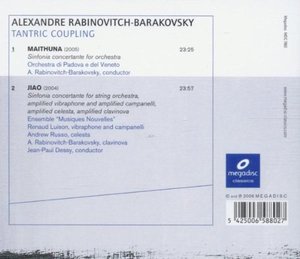 ALEXANDRE RABINOVITCH-BARAKOVSKY
TANTRIC COUPLING
1 MAITHUNA (2005) 23:25
Sinfonia concertante for orchestra
Orchestra di Padova e del Veneto
A. Rabinovitch-Barakovsky, conductor
2 JIAO (2004) 23:57
Sinfonia concertante for string orchestra,
amplified vibraphone and amplified campanelli,
amplified celesta, amplified clavinova
Ensemble "Musiques Nouvelles"
Renaud Luison, vibraphone and campanelli
Andrew Russo, celesta
A. Rabinovitch-Barakovsky, clavinova
Jean-Paul Dessy, conductor
megadisc
classics
5 425006 588027